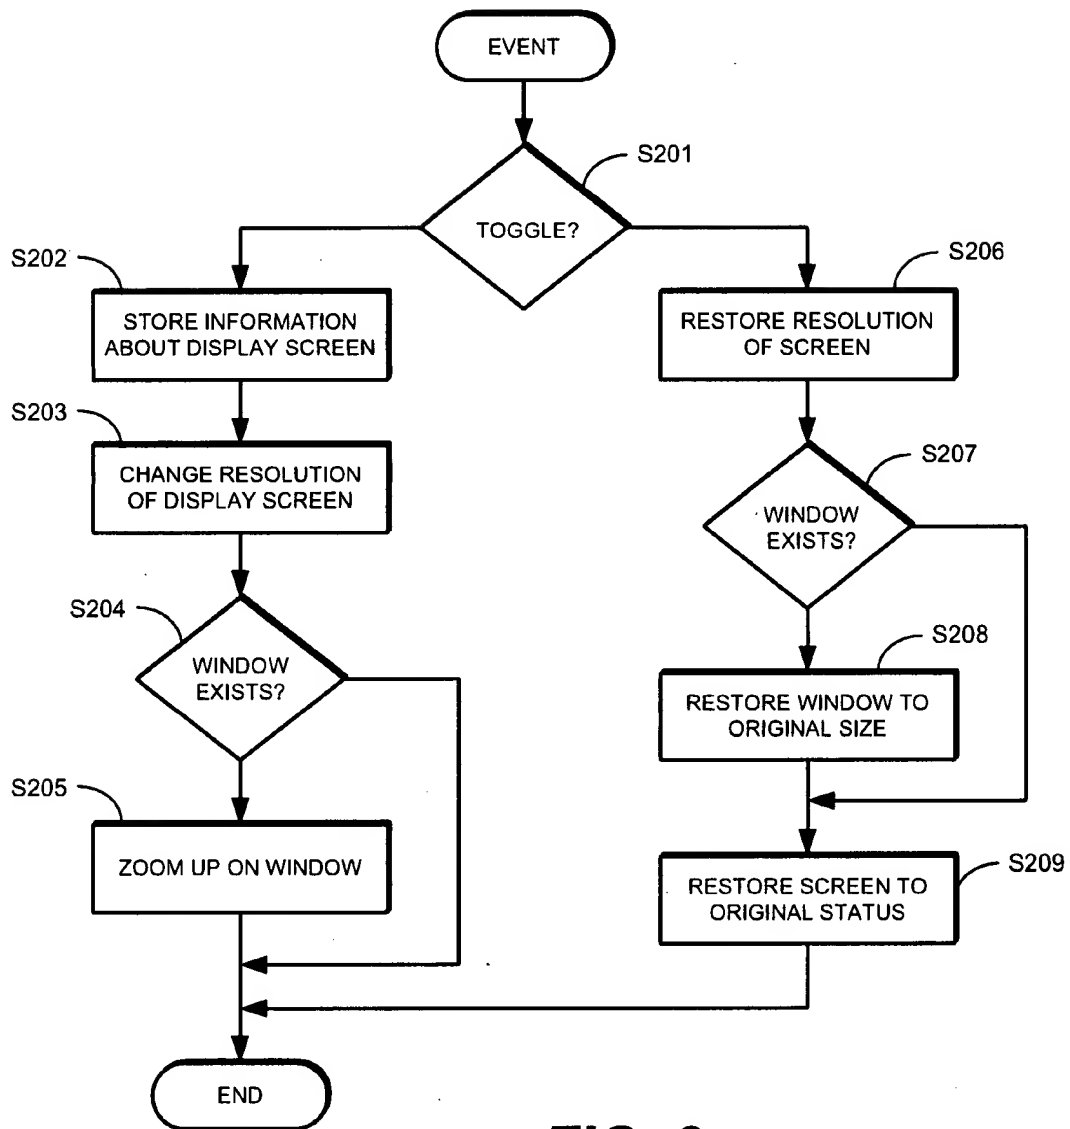 EVENT
S201
TOGGLE?
S202
S206
STORE INFORMATION
ABOUT DISPLAY SCREEN
RESTORE RESOLUTION
OF SCREEN
S203
CHANGE RESOLUTION
OF DISPLAY SCREEN
S207
WINDOW
EXISTS?
S204
WINDOW
EXISTS?
S208
RESTORE WINDOW TO
ORIGINAL SIZE
S205
ZOOM UP ON WINDOW
S209
RESTORE SCREEN TO
ORIGINAL STATUS
END